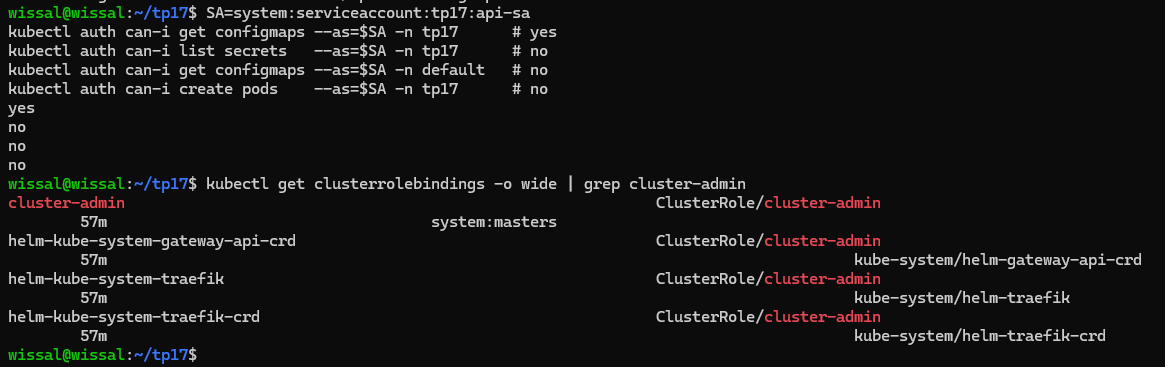 wissal@wissal:~/tp17$ SA=system:serviceaccount:tp17:api-sa
kubectl auth can-i get configmaps --as=$SA -n tp17      # yes
kubectl auth can-i list secrets   --as=$SA -n tp17      # no
kubectl auth can-i get configmaps --as=$SA -n default   # no
kubectl auth can-i create pods    --as=$SA -n tp17      # no
yes
no
no
no
wissal@wissal:~/tp17$ kubectl get clusterrolebindings -o wide | grep cluster-admin
cluster-admin                                                           ClusterRole/cluster-admin
        57m                                    system:masters
helm-kube-system-gateway-api-crd                                        ClusterRole/cluster-admin
        57m                                                                                   kube-system/helm-gateway-api-crd
helm-kube-system-traefik                                                ClusterRole/cluster-admin
        57m                                                                                   kube-system/helm-traefik
helm-kube-system-traefik-crd                                            ClusterRole/cluster-admin
        57m                                                                                   kube-system/helm-traefik-crd
wissal@wissal:~/tp17$